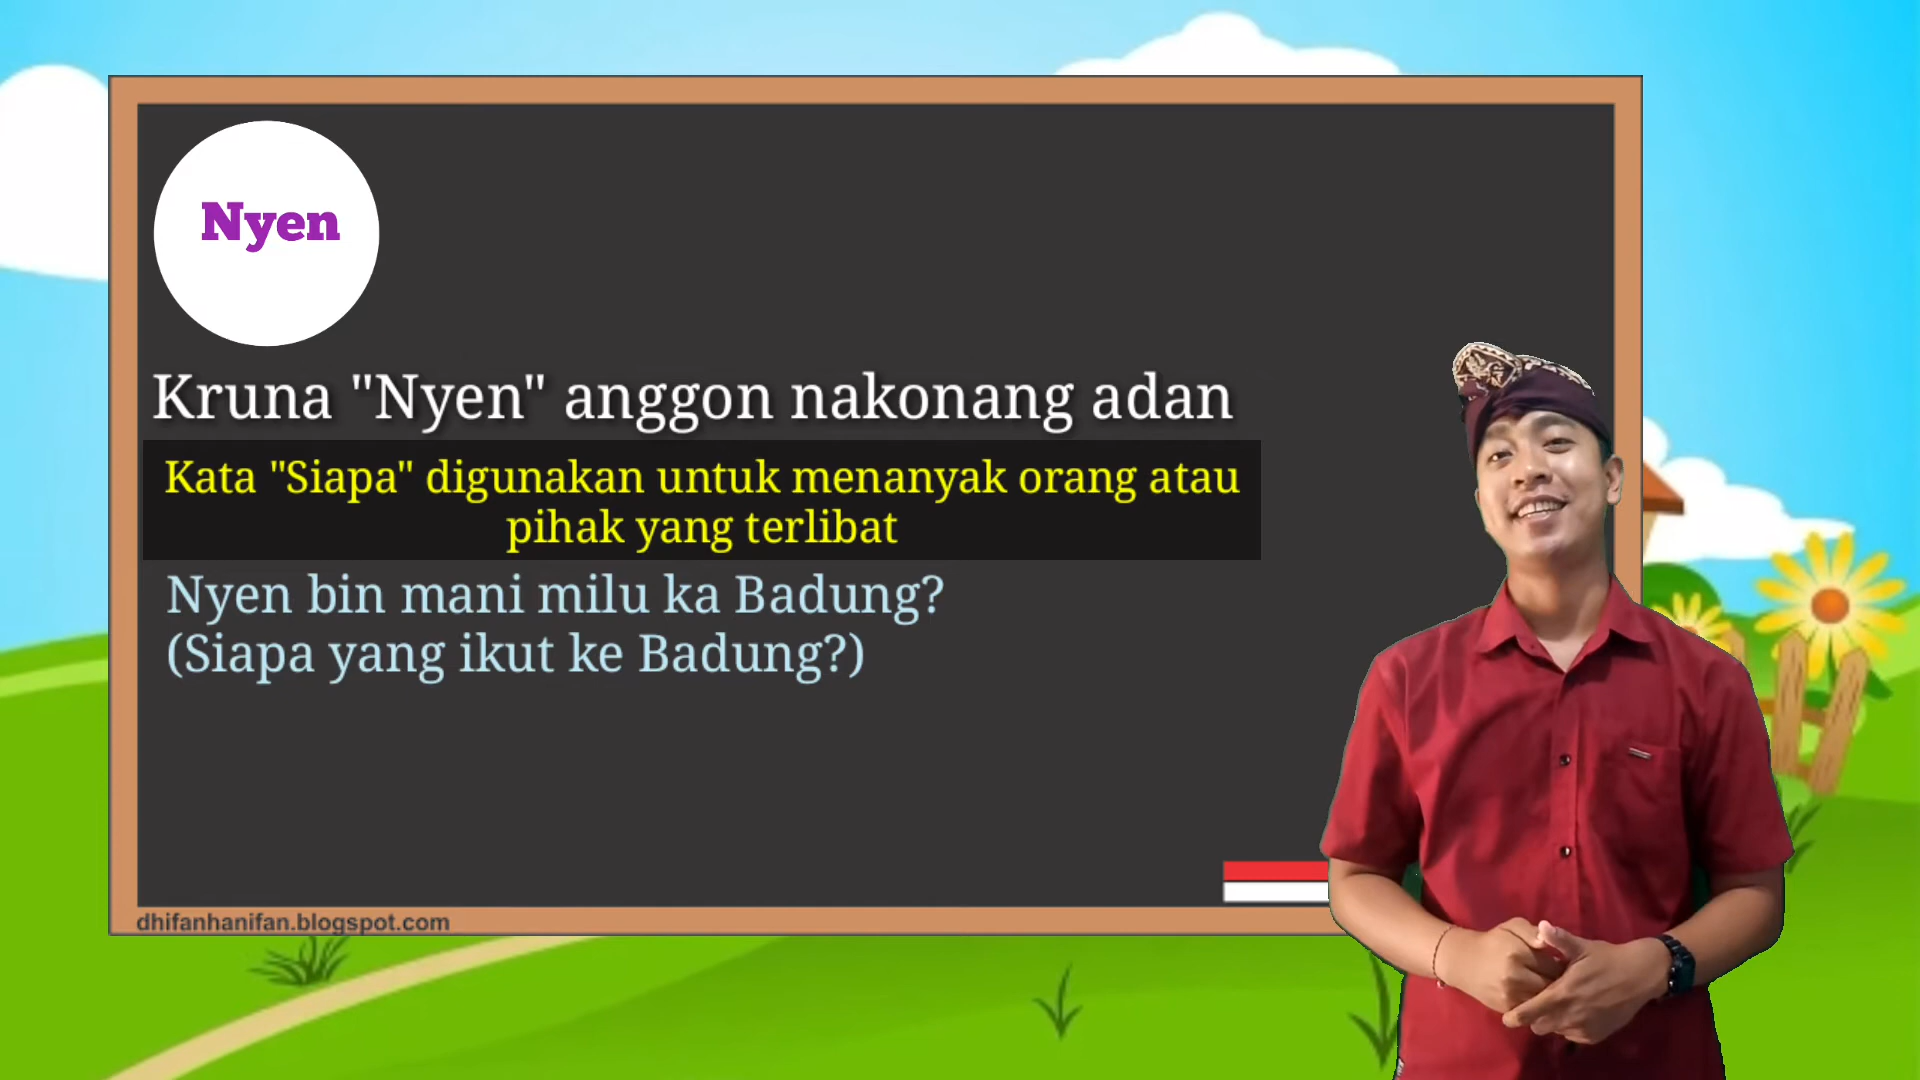 Nyen
Kruna "Nyen" anggon nakonang adan
Kata "Siapa" digunakan untuk menanyak orang atau
pihak yang terlibat
Nyen bin mani milu ka Badung?
(Siapa yang ikut ke Badung?)
dhifanhanifan.blogspot.com